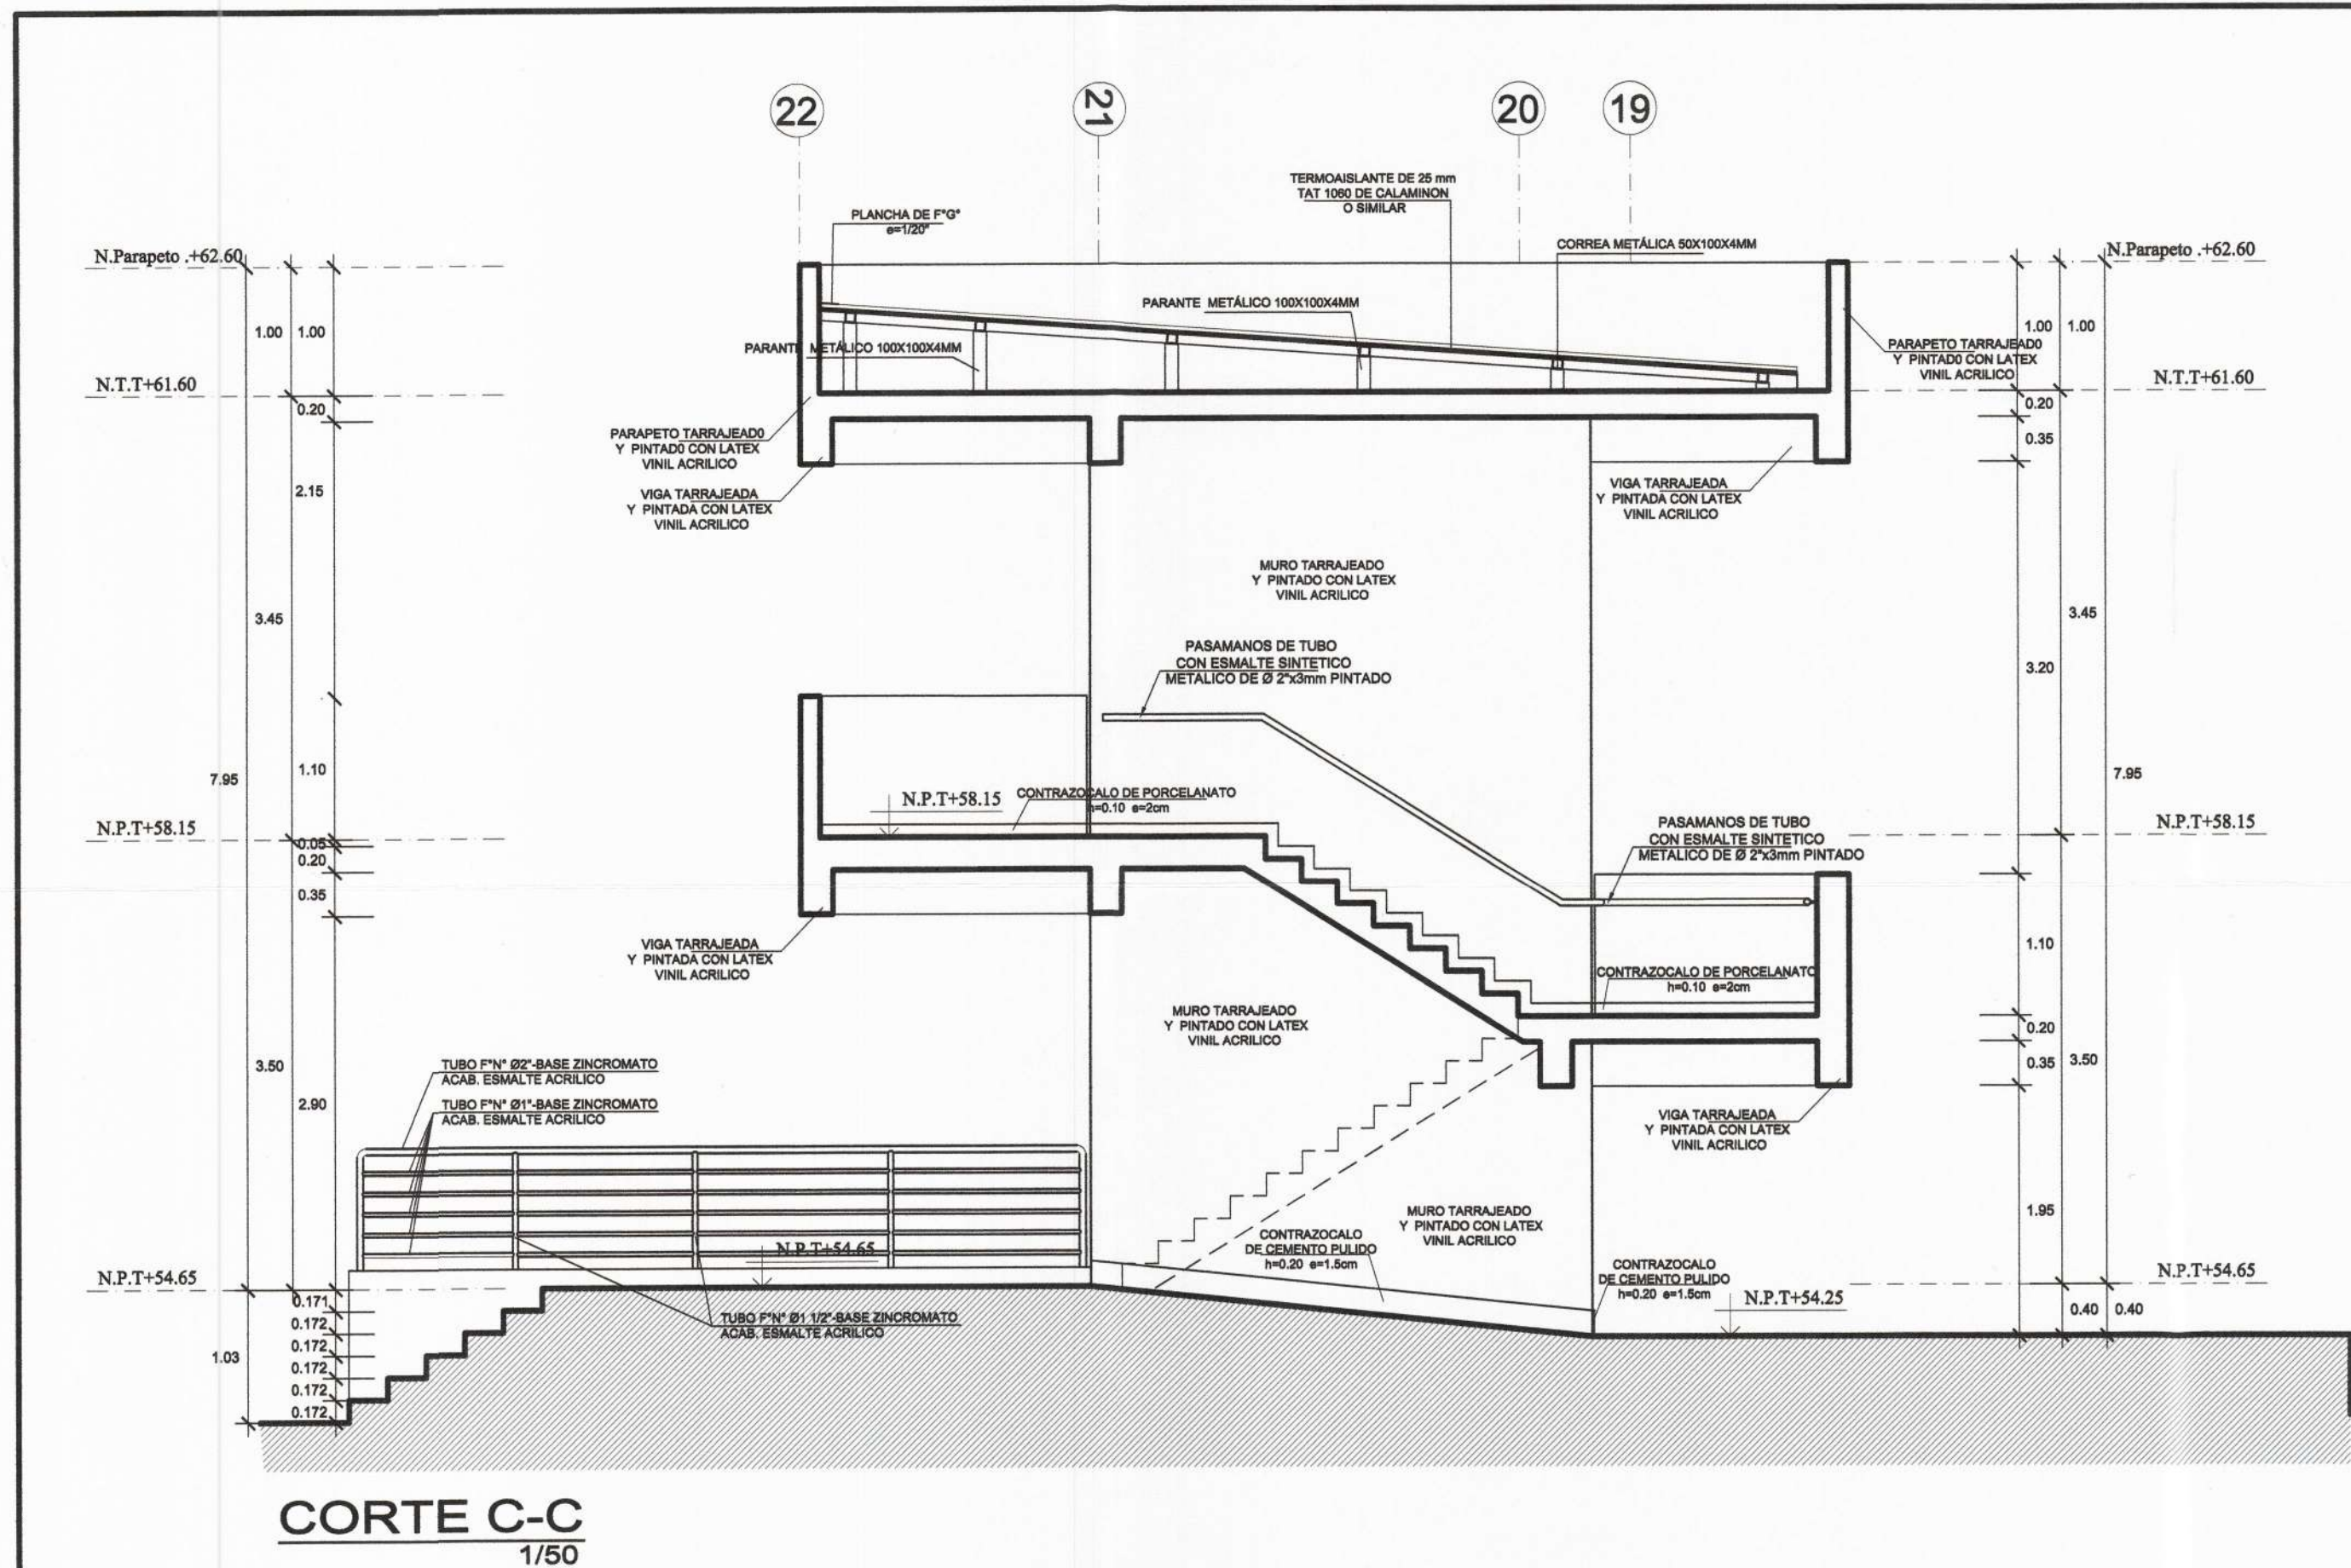 22
21
20
19
TERMOAISLANTE DE 25 mm
TAT 1060 DE CALAMINON
O SIMILAR
PLANCHA DE F°G°
e=1/20"
CORREA METÁLICA 50X100X4MM
N.Parapeto .+62.60
N.Parapeto .+62.60
PARANTE METÁLICO 100X100X4MM
PARANTE METÁLICO 100X100X4MM
1.00
1.00
1.00
1.00
PARAPETO TARRAJEADO
Y PINTADO CON LATEX
VINIL ACRILICO
N.T.T+61.60
N.T.T+61.60
0.20
0.20
0.35
PARAPETO TARRAJEADO
Y PINTADO CON LATEX
VINIL ACRILICO
VIGA TARRAJEADA
Y PINTADA CON LATEX
VINIL ACRILICO
VIGA TARRAJEADA
Y PINTADA CON LATEX
VINIL ACRILICO
2.15
MURO TARRAJEADO
Y PINTADO CON LATEX
VINIL ACRILICO
3.45
3.45
PASAMANOS DE TUBO
CON ESMALTE SINTETICO
METALICO DE Ø 2"x3mm PINTADO
3.20
7.95
1.10
7.95
N.P.T+58.15
CONTRAZOCALO DE PORCELANATO
h=0.10 e=2cm
N.P.T+58.15
N.P.T+58.15
PASAMANOS DE TUBO
CON ESMALTE SINTETICO
METALICO DE Ø 2"x3mm PINTADO
0.05
0.20
0.35
VIGA TARRAJEADA
Y PINTADA CON LATEX
VINIL ACRILICO
1.10
CONTRAZOCALO DE PORCELANATO
h=0.10 e=2cm
MURO TARRAJEADO
Y PINTADO CON LATEX
VINIL ACRILICO
0.20
0.35
3.50
3.50
TUBO F°N° Ø2"-BASE ZINCROMATO
ACAB. ESMALTE ACRILICO
TUBO F°N° Ø1"-BASE ZINCROMATO
ACAB. ESMALTE ACRILICO
2.90
VIGA TARRAJEADA
Y PINTADA CON LATEX
VINIL ACRILICO
MURO TARRAJEADO
Y PINTADO CON LATEX
VINIL ACRILICO
1.95
CONTRAZOCALO
DE CEMENTO PULIDO
h=0.20 e=1.5cm
N.P.T+54.65
CONTRAZOCALO
DE CEMENTO PULIDO
h=0.20 e=1.5cm
N.P.T+54.65
N.P.T+54.65
N.P.T+54.25
0.40
0.40
TUBO F°N° Ø1 1/2"-BASE ZINCROMATO
ACAB. ESMALTE ACRILICO
0.171
0.172
0.172
0.172
0.172
0.172
1.03
CORTE C-C
1/50